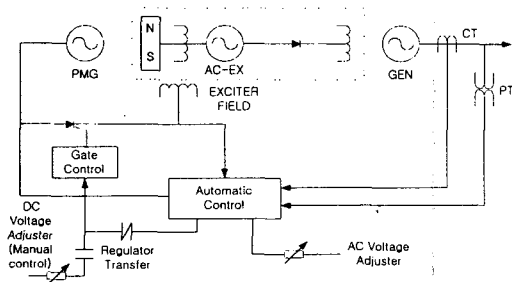 N
S
PMG
AC-EX
GEN
CT
PT
EXCITER
FIELD
Gate
Control
DC
Voltage
Adjuster
(Manual
control)
Automatic
Control
Regulator
Transfer
AC Voltage
Adjuster